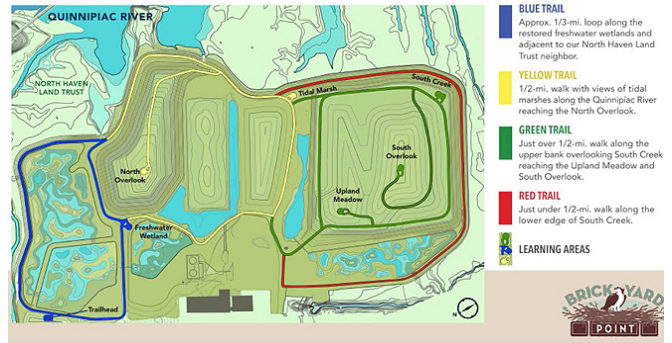 QUINNIPIAC RIVER
NORTH HAVEN
LAND TRUST
Tidal Marsh
South Creek
North
Overlook
South
Overlook
Upland
Meadow
Freshwater
Wetland
Trailhead
N
BLUE TRAIL
Approx. 1/3-mi. loop along the
restored freshwater wetlands and
adjacent to our North Haven Land
Trust neighbor.
YELLOW TRAIL
1/2-mi. walk with views of tidal
marshes along the Quinnipiac River
reaching the North Overlook.
GREEN TRAIL
Just over 1/2-mi. walk along the
upper bank overlooking South Creek
reaching the Upland Meadow and
South Overlook.
RED TRAIL
Just under 1/2-mi. walk along the
lower edge of South Creek.
LEARNING AREAS
BRICKYARD
POINT